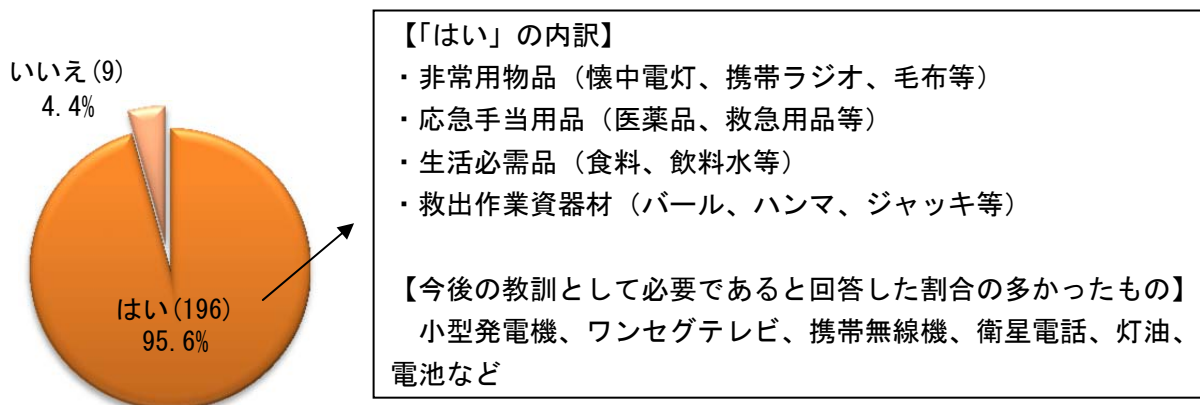 いいえ(9)
4.4%
はい(196)
95.6%
【「はい」の内訳】
・非常用物品（懐中電灯、携帯ラジオ、毛布等）
・応急手当用品（医薬品、救急用品等）
・生活必需品（食料、飲料水等）
・救出作業資器材（バール、ハンマ、ジャッキ等）
【今後の教訓として必要であると回答した割合の多かったもの】
　小型発電機、ワンセグテレビ、携帯無線機、衛星電話、灯油、
電池など